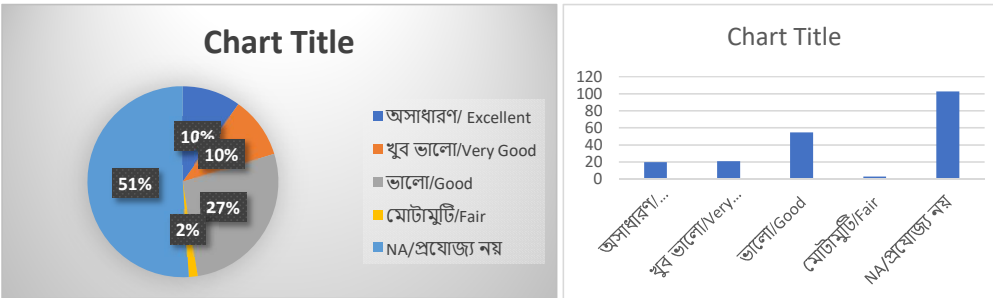 Chart Title
10%
10%
27%
2%
51%
অসাধারণ/ Excellent
খুব ভালো/Very Good
ভালো/Good
মোটামুটি/Fair
NA/প্রযোজ্য নয়
Chart Title
120
100
80
60
40
20
0
অসাধারণ/...
খুব ভালো/Very...
ভালো/Good
মোটামুটি/Fair
NA/প্রযোজ্য নয়